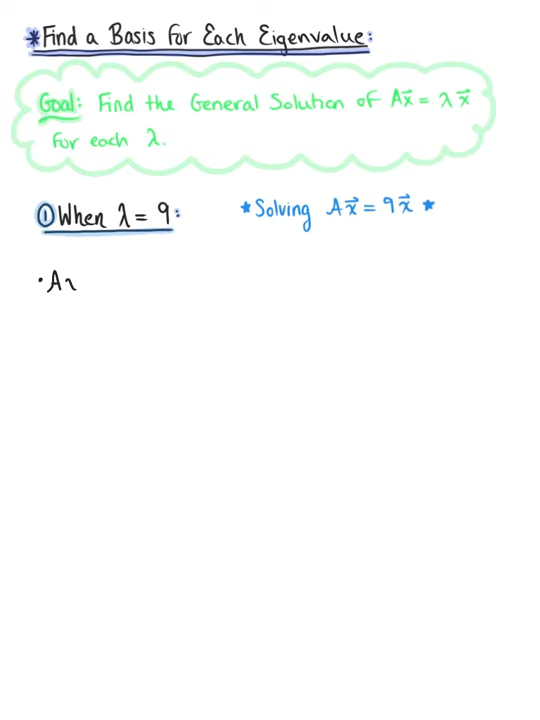 *Find a Basis for Each Eigenvalue:
Goal: Find the General Solution of Ax⃗ = λx⃗
for each λ.
① When λ = 9: *Solving Ax⃗ = 9x⃗ *
• A